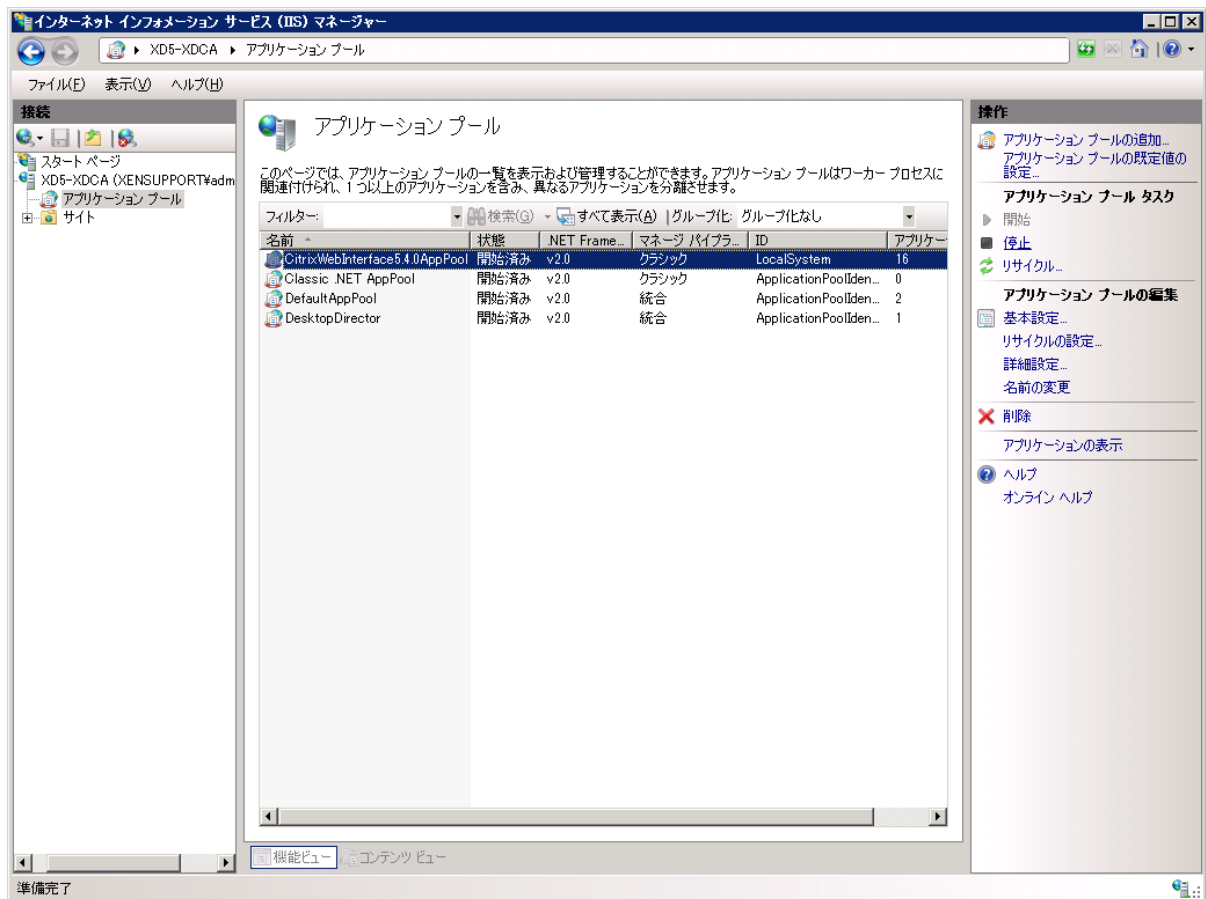 インターネット インフォメーション サービス (IIS) マネージャー
XD5-XDCA ▸ アプリケーション プール
ファイル(F) 表示(V) ヘルプ(H)
接続
スタート ページ
XD5-XDCA (XENSUPPORT¥adm
アプリケーション プール
サイト
アプリケーション プール
このページでは、アプリケーション プールの一覧を表示および管理することができます。アプリケーション プールはワーカー プロセスに
関連付けられ、1 つ以上のアプリケーションを含み、異なるアプリケーションを分離させます。
フィルター: 検索(G) すべて表示(A) グループ化: グループ化なし
名前 状態 .NET Frame... マネージ パイプラ... ID アプリケー
CitrixWebInterface5.4.0AppPool 開始済み v2.0 クラシック LocalSystem 16
Classic .NET AppPool 開始済み v2.0 クラシック ApplicationPoolIden... 0
DefaultAppPool 開始済み v2.0 統合 ApplicationPoolIden... 2
DesktopDirector 開始済み v2.0 統合 ApplicationPoolIden... 1
機能ビュー コンテンツ ビュー
操作
アプリケーション プールの追加...
アプリケーション プールの既定値の
設定...
アプリケーション プール タスク
開始
停止
リサイクル...
アプリケーション プールの編集
基本設定...
リサイクルの設定...
詳細設定...
名前の変更
削除
アプリケーションの表示
ヘルプ
オンライン ヘルプ
準備完了